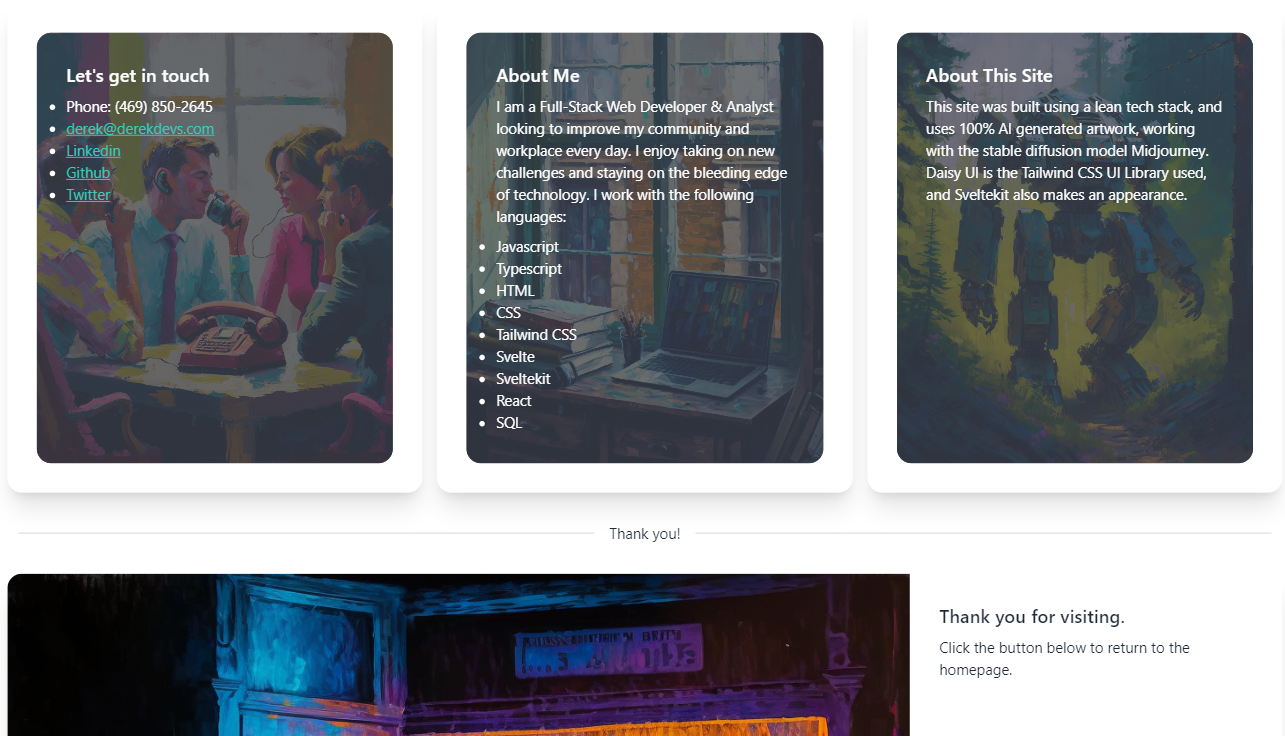 Let's get in touch
Phone: (469) 850-2645
derek@derekdevs.com
Linkedin
Github
Twitter
About Me
I am a Full-Stack Web Developer & Analyst
looking to improve my community and
workplace every day. I enjoy taking on new
challenges and staying on the bleeding edge
of technology. I work with the following
languages:
Javascript
Typescript
HTML
CSS
Tailwind CSS
Svelte
Sveltekit
React
SQL
About This Site
This site was built using a lean tech stack, and
uses 100% AI generated artwork, working
with the stable diffusion model Midjourney.
Daisy UI is the Tailwind CSS UI Library used,
and Sveltekit also makes an appearance.
Thank you!
Thank you for visiting.
Click the button below to return to the
homepage.